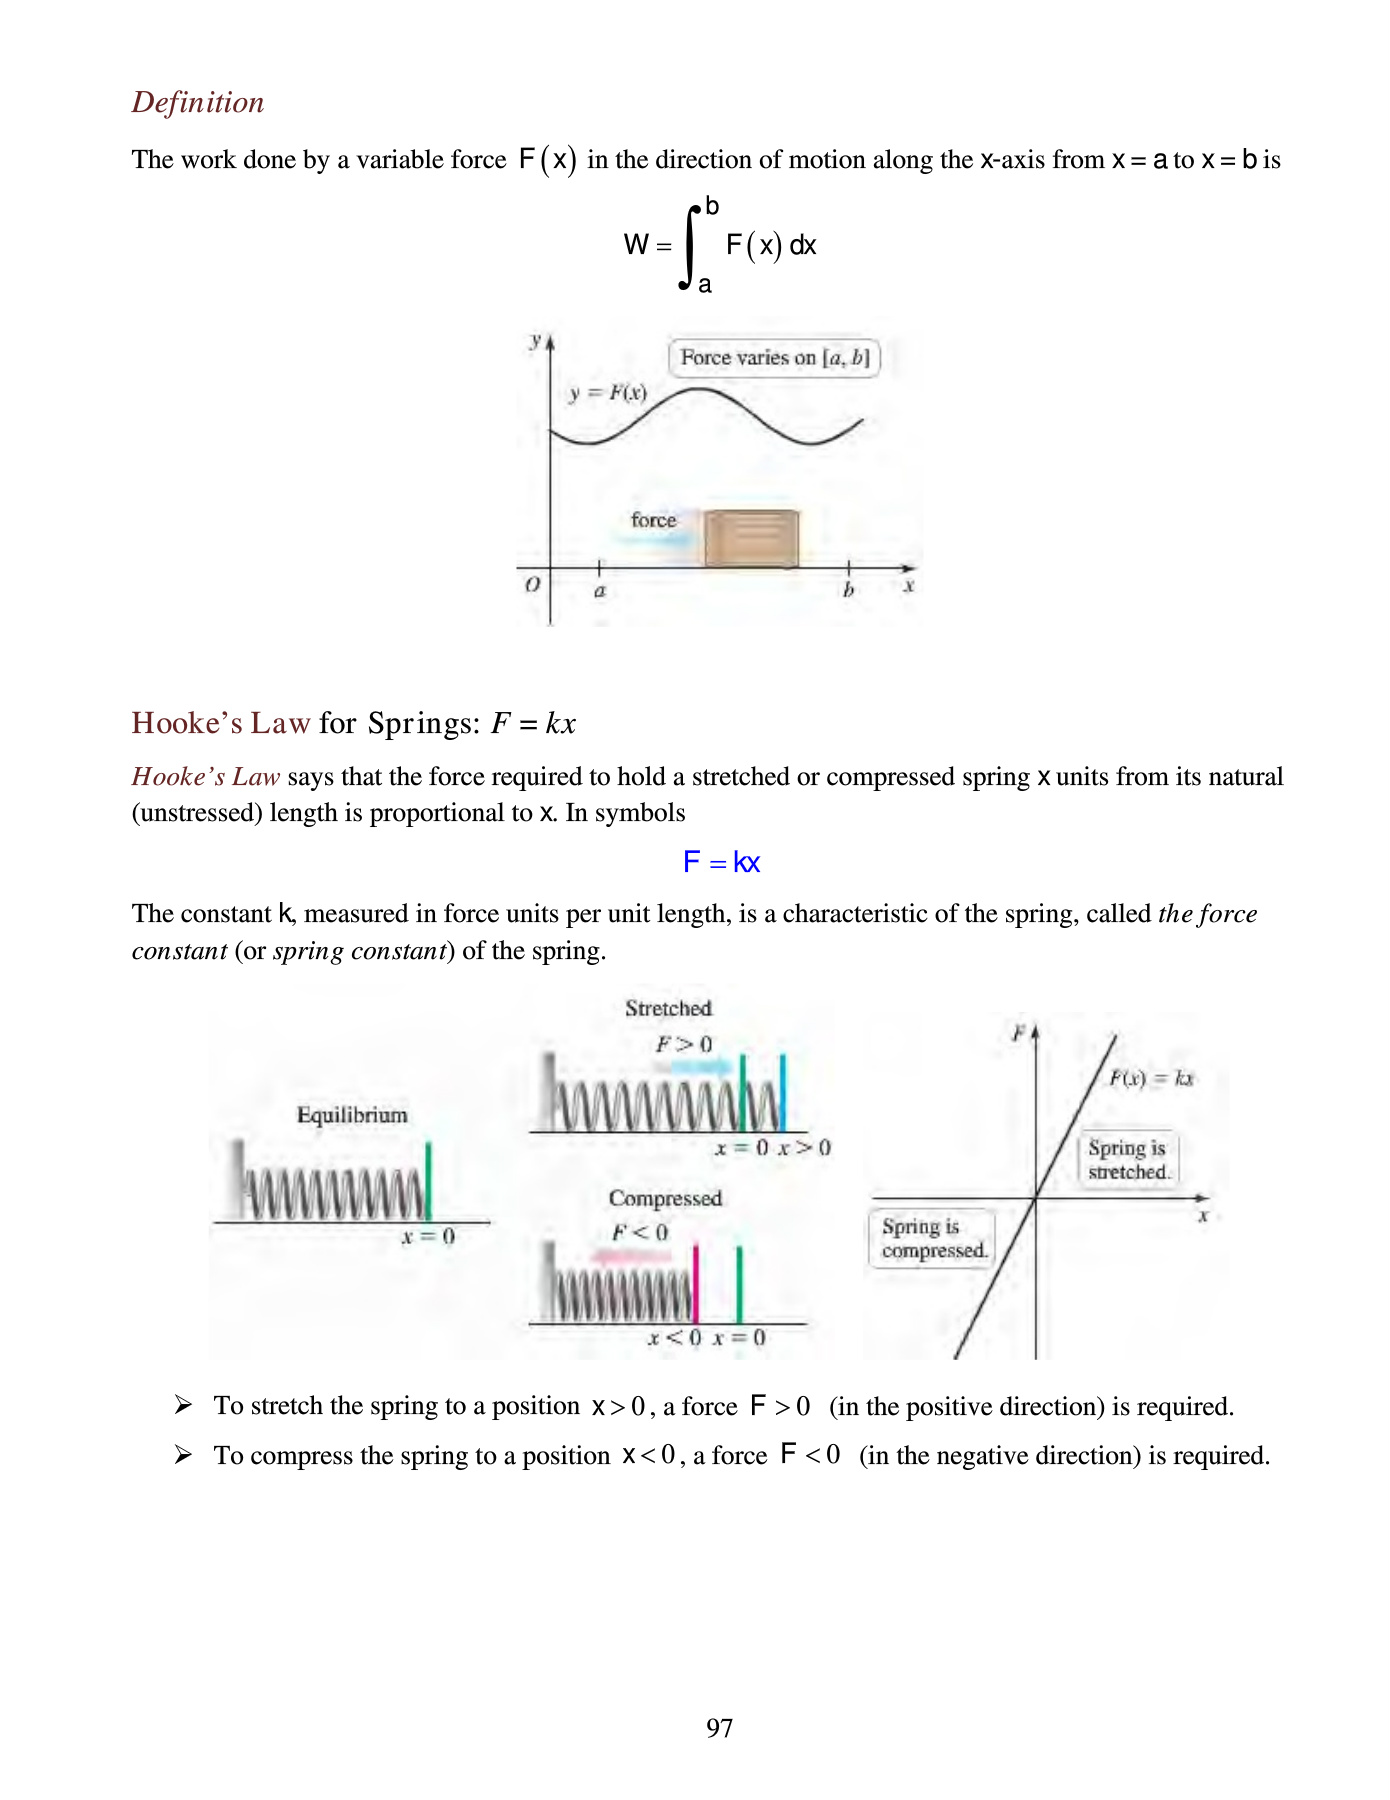 Definition
The work done by a variable force F(x) in the direction of motion along the x-axis from x = a to x = b is
W = ∫_a^b F(x) dx
y
Force varies on [a, b]
y = F(x)
force
O a b x
Hooke's Law for Springs: F = kx
Hooke's Law says that the force required to hold a stretched or compressed spring x units from its natural
(unstressed) length is proportional to x. In symbols
F = kx
The constant k, measured in force units per unit length, is a characteristic of the spring, called the force
constant (or spring constant) of the spring.
Equilibrium
x = 0
Stretched
F > 0
x = 0 x > 0
Compressed
F < 0
x < 0 x = 0
F
F(x) = kx
Spring is
stretched.
x
Spring is
compressed.
➢ To stretch the spring to a position x > 0, a force F > 0 (in the positive direction) is required.
➢ To compress the spring to a position x < 0, a force F < 0 (in the negative direction) is required.
97